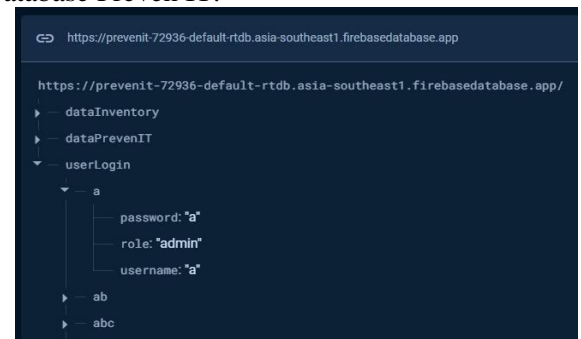 https://prevenit-72936-default-rtdb.asia-southeast1.firebasedatabase.app
https://prevenit-72936-default-rtdb.asia-southeast1.firebasedatabase.app/
dataInventory
dataPrevenIT
userLogin
a
password: "a"
role: "admin"
username: "a"
ab
abc